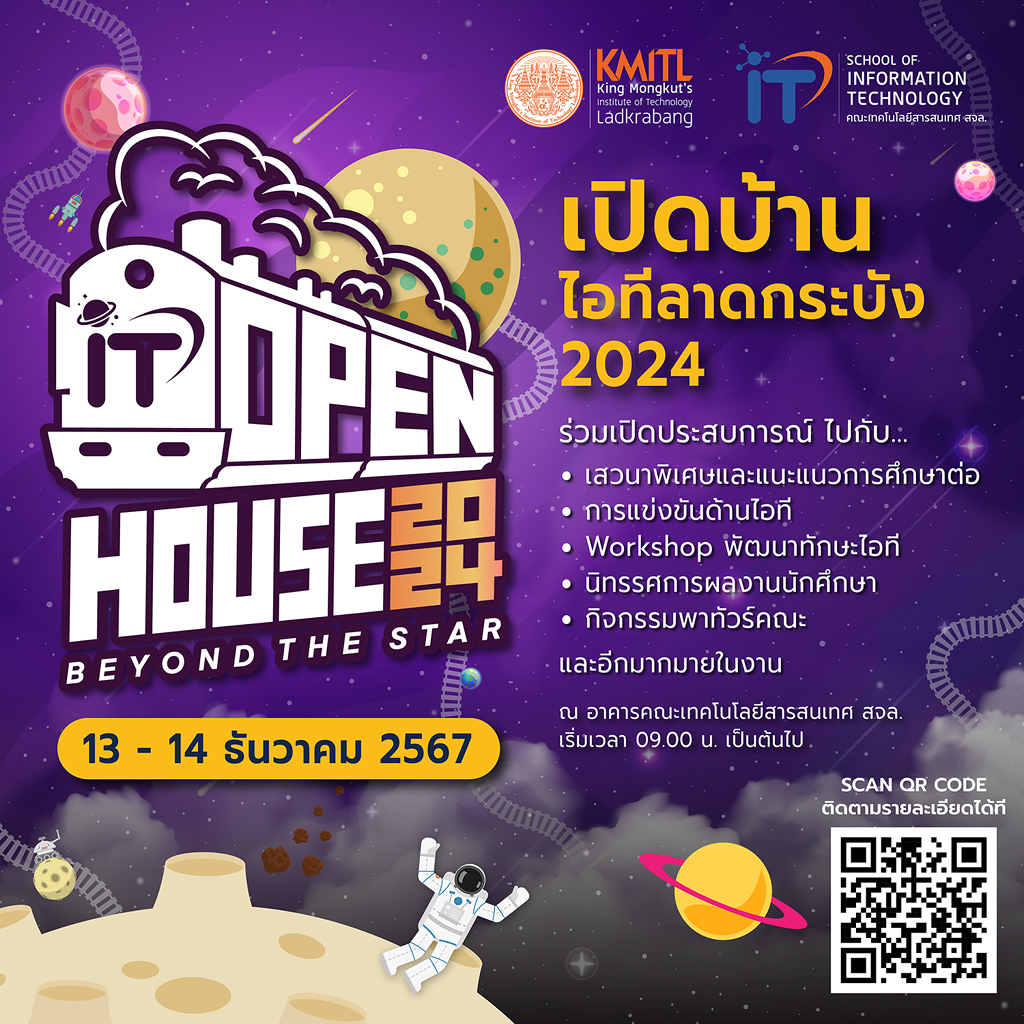 KMITL
King Mongkut's
Institute of Technology
Ladkrabang
IT
SCHOOL OF
INFORMATION
TECHNOLOGY
คณะเทคโนโลยีสารสนเทศ สจล.
IT OPEN
HOUSE 20
24
BEYOND THE STAR
13 - 14 ธันวาคม 2567
เปิดบ้าน
ไอทีลาดกระบัง
2024
ร่วมเปิดประสบการณ์ ไปกับ...
• เสวนาพิเศษและแนะแนวการศึกษาต่อ
• การแข่งขันด้านไอที
• Workshop พัฒนาทักษะไอที
• นิทรรศการผลงานนักศึกษา
• กิจกรรมพาทัวร์คณะ
และอีกมากมายในงาน
ณ อาคารคณะเทคโนโลยีสารสนเทศ สจล.
เริ่มเวลา 09.00 น. เป็นต้นไป
SCAN QR CODE
ติดตามรายละเอียดได้ที่